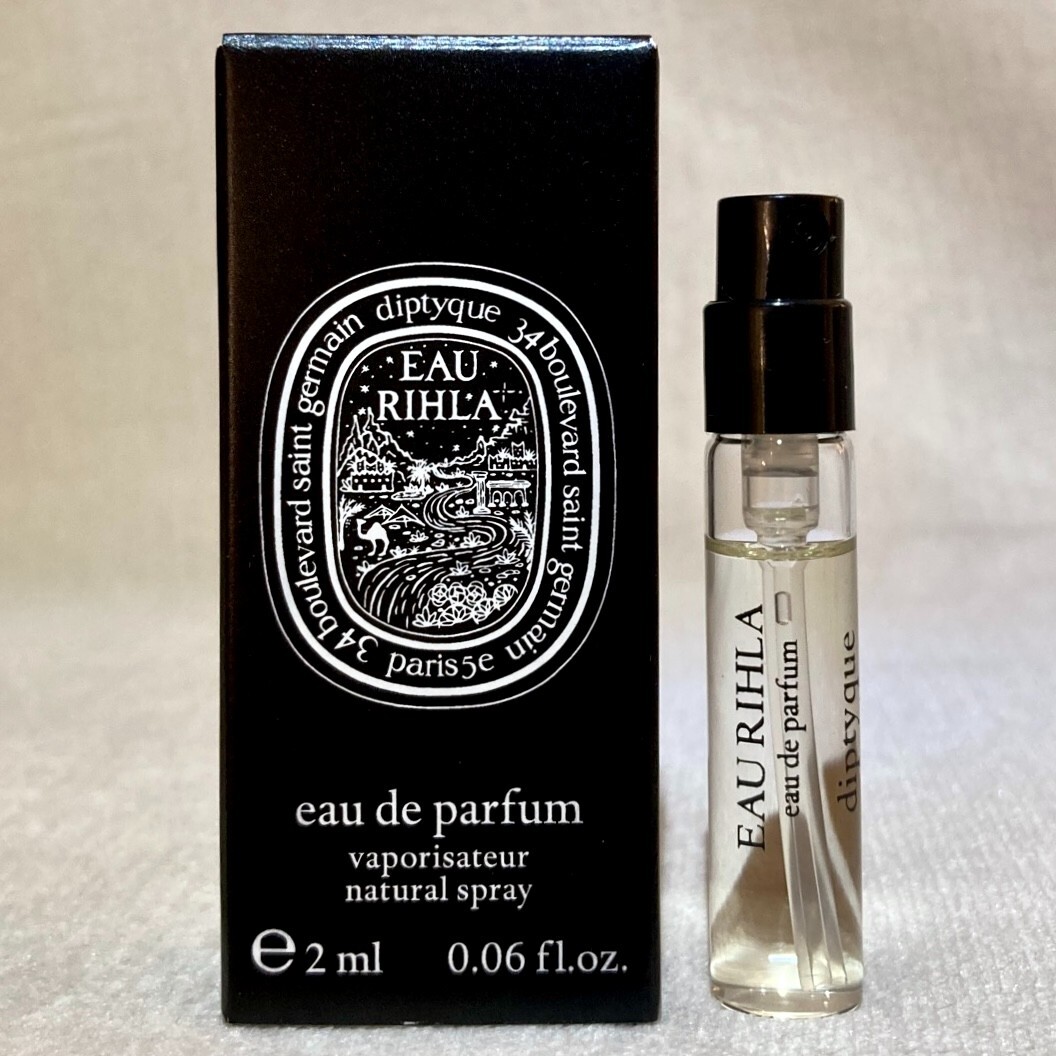 diptyque
34 boulevard saint germain
paris 5e
34 boulevard saint germain
EAU
RIHLA
eau de parfum
vaporisateur
natural spray
e 2 ml 0.06 fl.oz.
EAU RIHLA
eau de parfum
diptyque